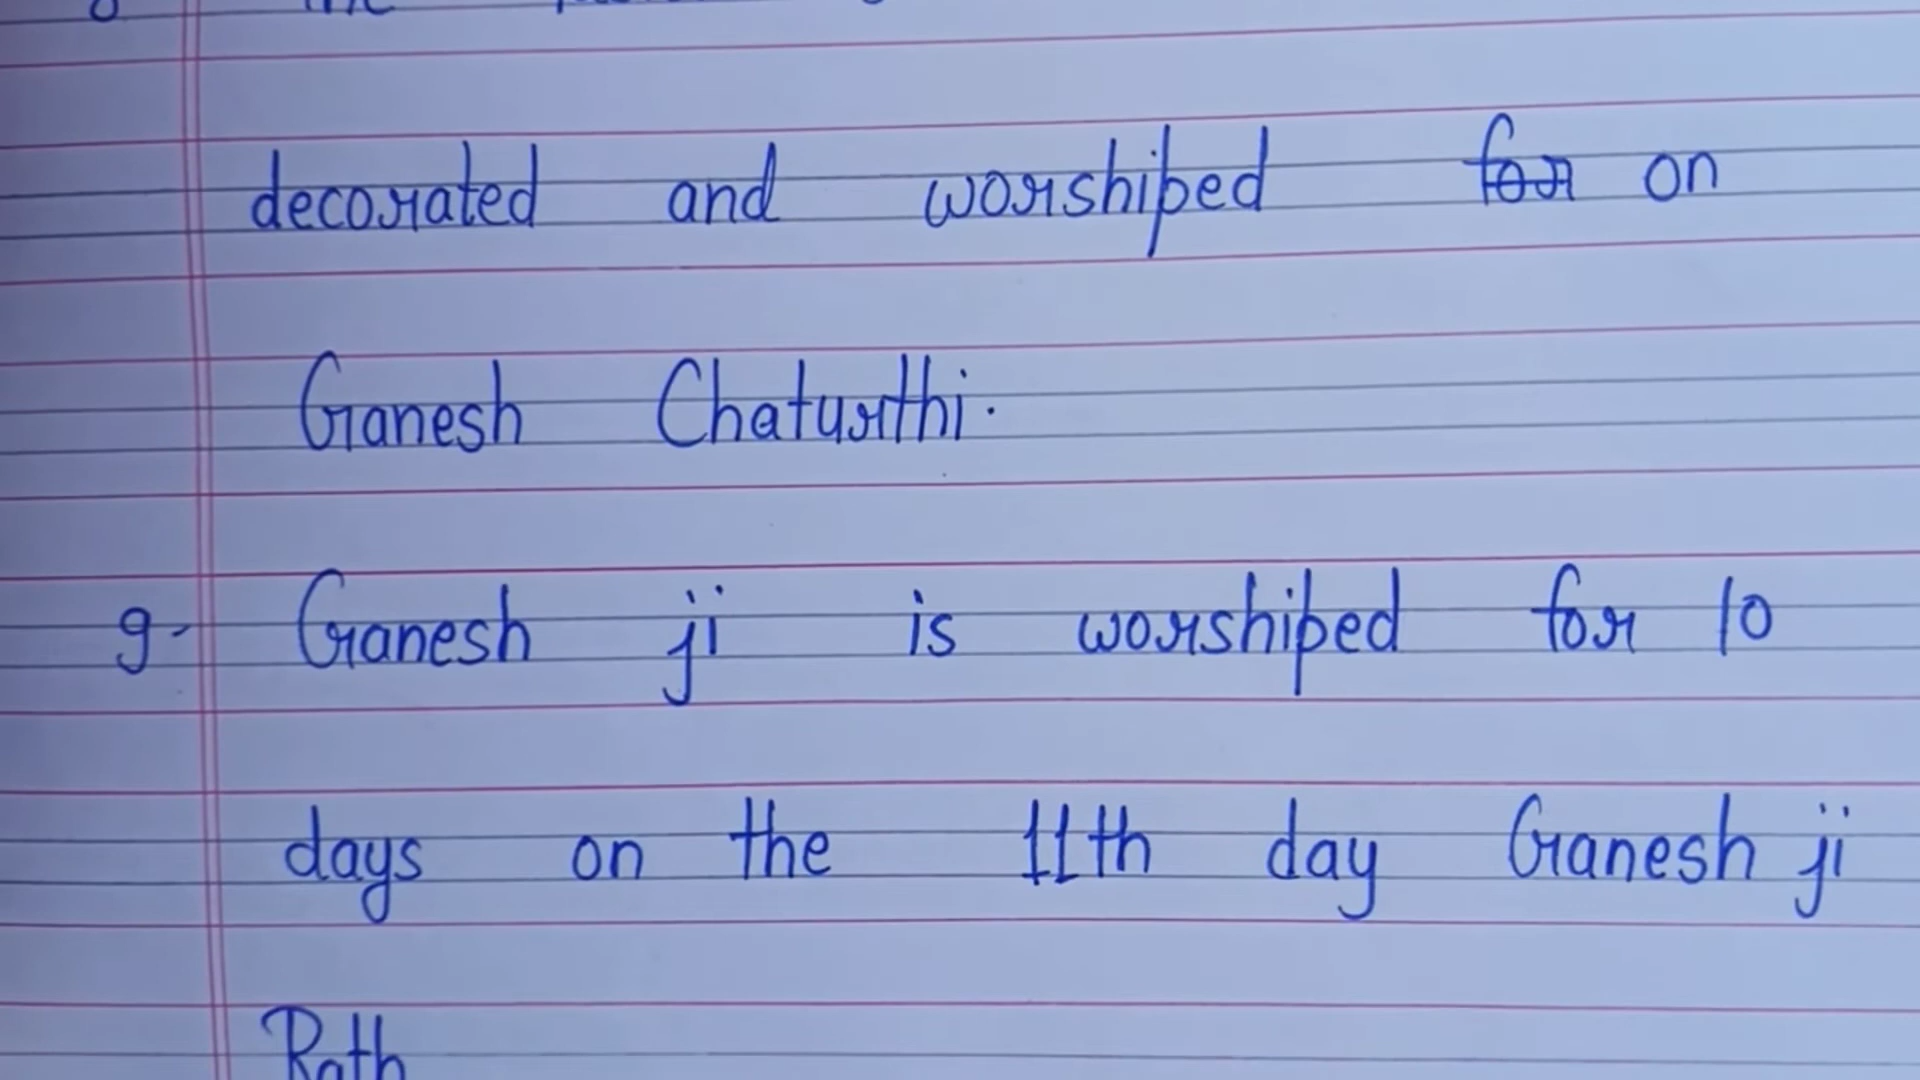 decorated and worshiped ~~for~~ on
Ganesh Chaturthi.
9- Ganesh ji is worshiped for 10
days on the 11th day Ganesh ji
Rath